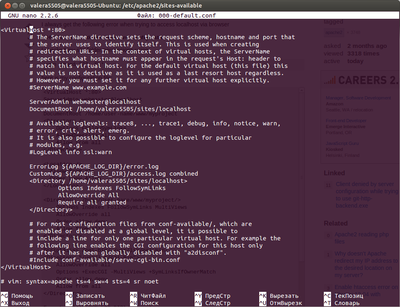 valera5505@valera5505-Ubuntu: /etc/apache2/sites-available
GNU nano 2.2.6 Файл: 000-default.conf
<VirtualHost *:80>
# The ServerName directive sets the request scheme, hostname and port that
# the server uses to identify itself. This is used when creating
# redirection URLs. In the context of virtual hosts, the ServerName
# specifies what hostname must appear in the request's Host: header to
# match this virtual host. For the default virtual host (this file) this
# value is not decisive as it is used as a last resort host regardless.
# However, you must set it for any further virtual host explicitly.
#ServerName www.example.com
ServerAdmin webmaster@localhost
DocumentRoot /home/valera5505/sites/localhost
# Available loglevels: trace8, ..., trace1, debug, info, notice, warn,
# error, crit, alert, emerg.
# It is also possible to configure the loglevel for particular
# modules, e.g.
#LogLevel info ssl:warn
ErrorLog ${APACHE_LOG_DIR}/error.log
CustomLog ${APACHE_LOG_DIR}/access.log combined
<Directory /home/valera5505/sites/localhost>
Options Indexes FollowSymLinks
AllowOverride All
Require all granted
</Directory>
# For most configuration files from conf-available/, which are
# enabled or disabled at a global level, it is possible to
# include a line for only one particular virtual host. For example the
# following line enables the CGI configuration for this host only
# after it has been globally disabled with "a2disconf".
#Include conf-available/serve-cgi-bin.conf
</VirtualHost>
# vim: syntax=apache ts=4 sw=4 sts=4 sr noet
^G Помощь ^O Записать ^R ЧитФайл ^Y ПредСтр ^K Вырезать ^C ТекПозиц
^X Выход ^J Выровнять ^W Поиск ^V СледСтр ^U ОтмВырезк ^T Словарь
CAREERS 2.
Linked
Related